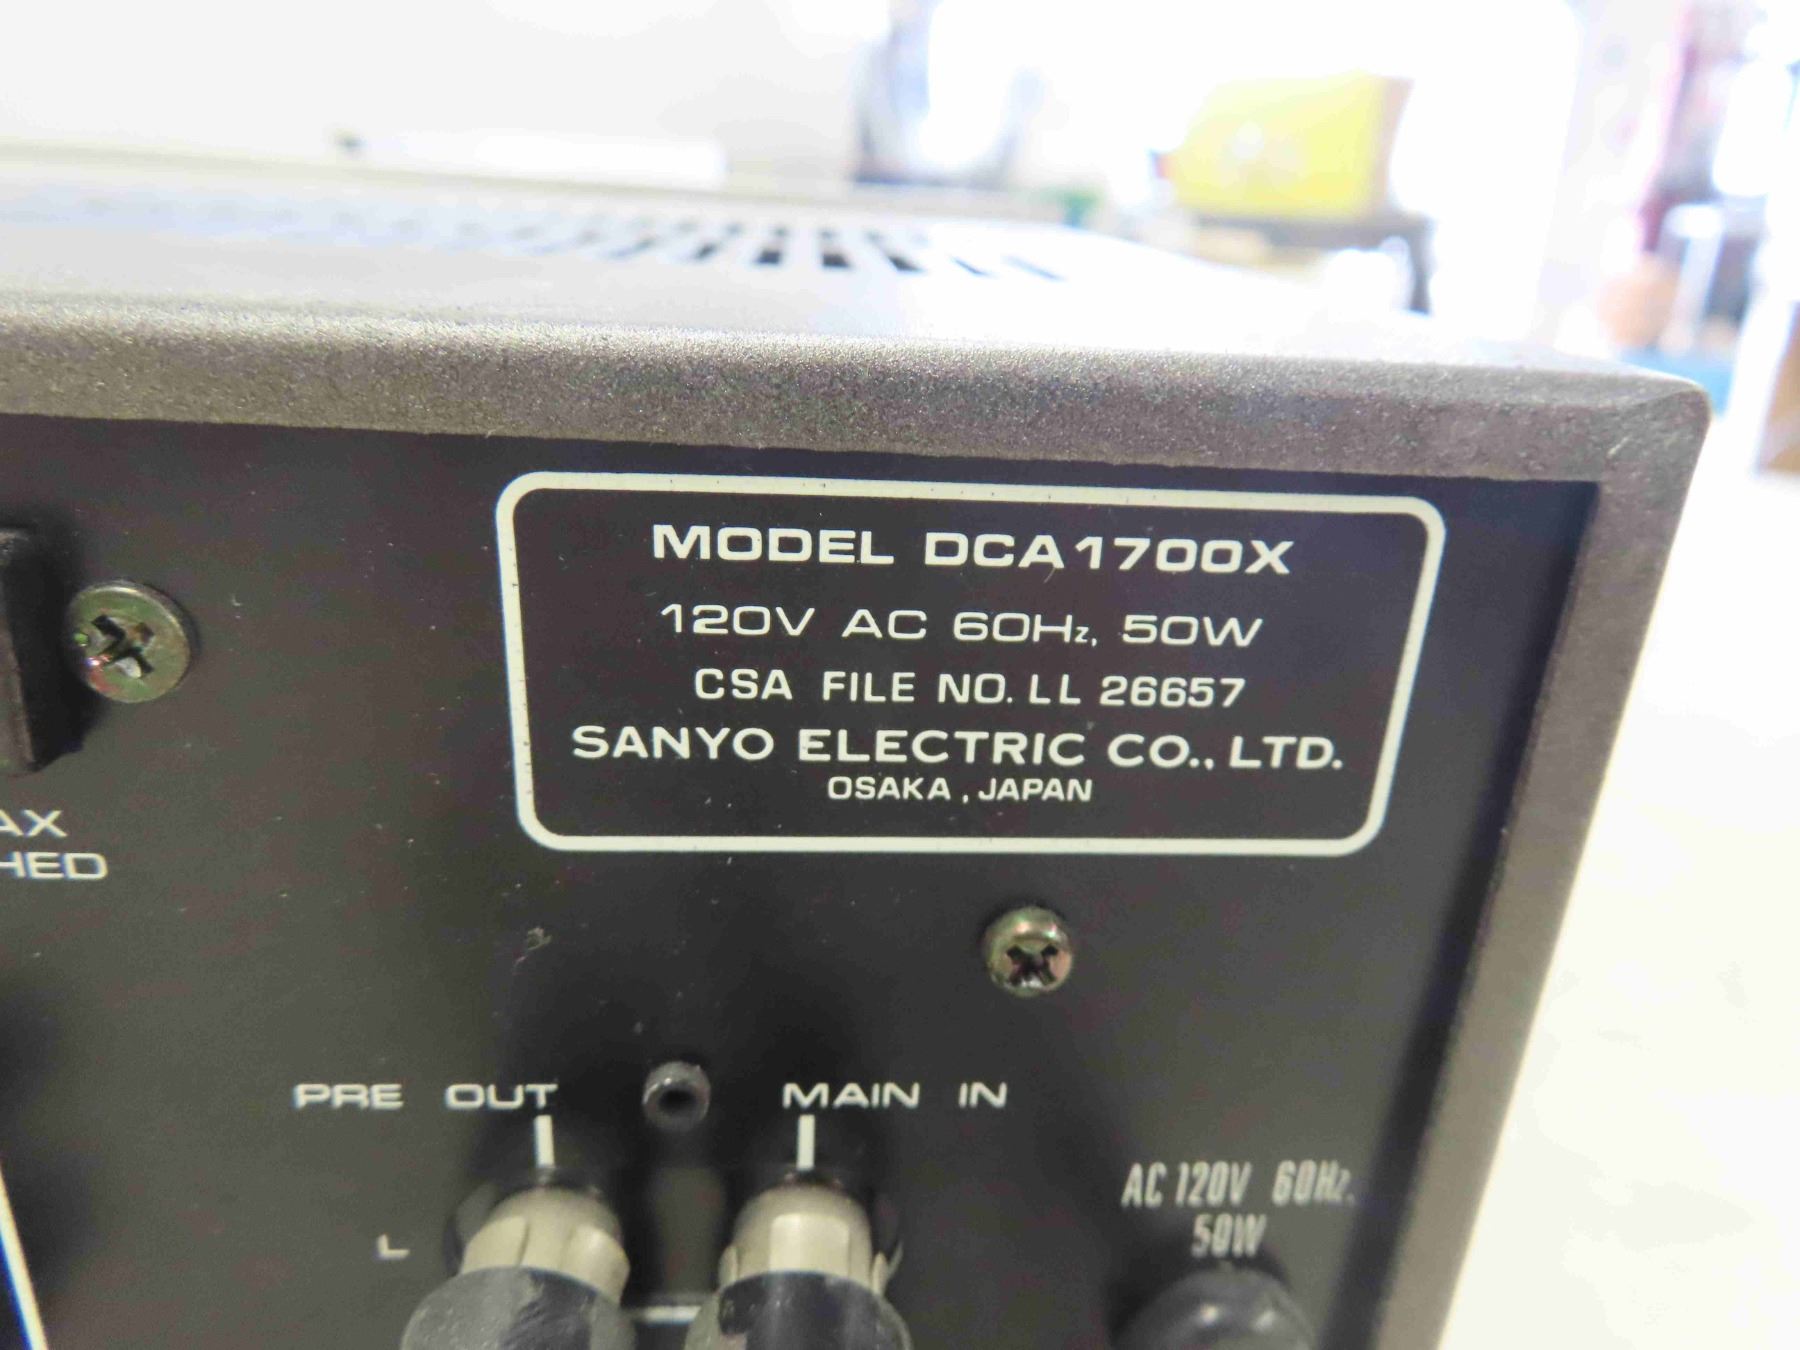 MODEL DCA1700X
120V AC 60Hz, 50W
CSA FILE NO. LL 26657
SANYO ELECTRIC CO., LTD.
OSAKA, JAPAN
AX
HED
PRE OUT
MAIN IN
L
AC 120V 60Hz.
50W